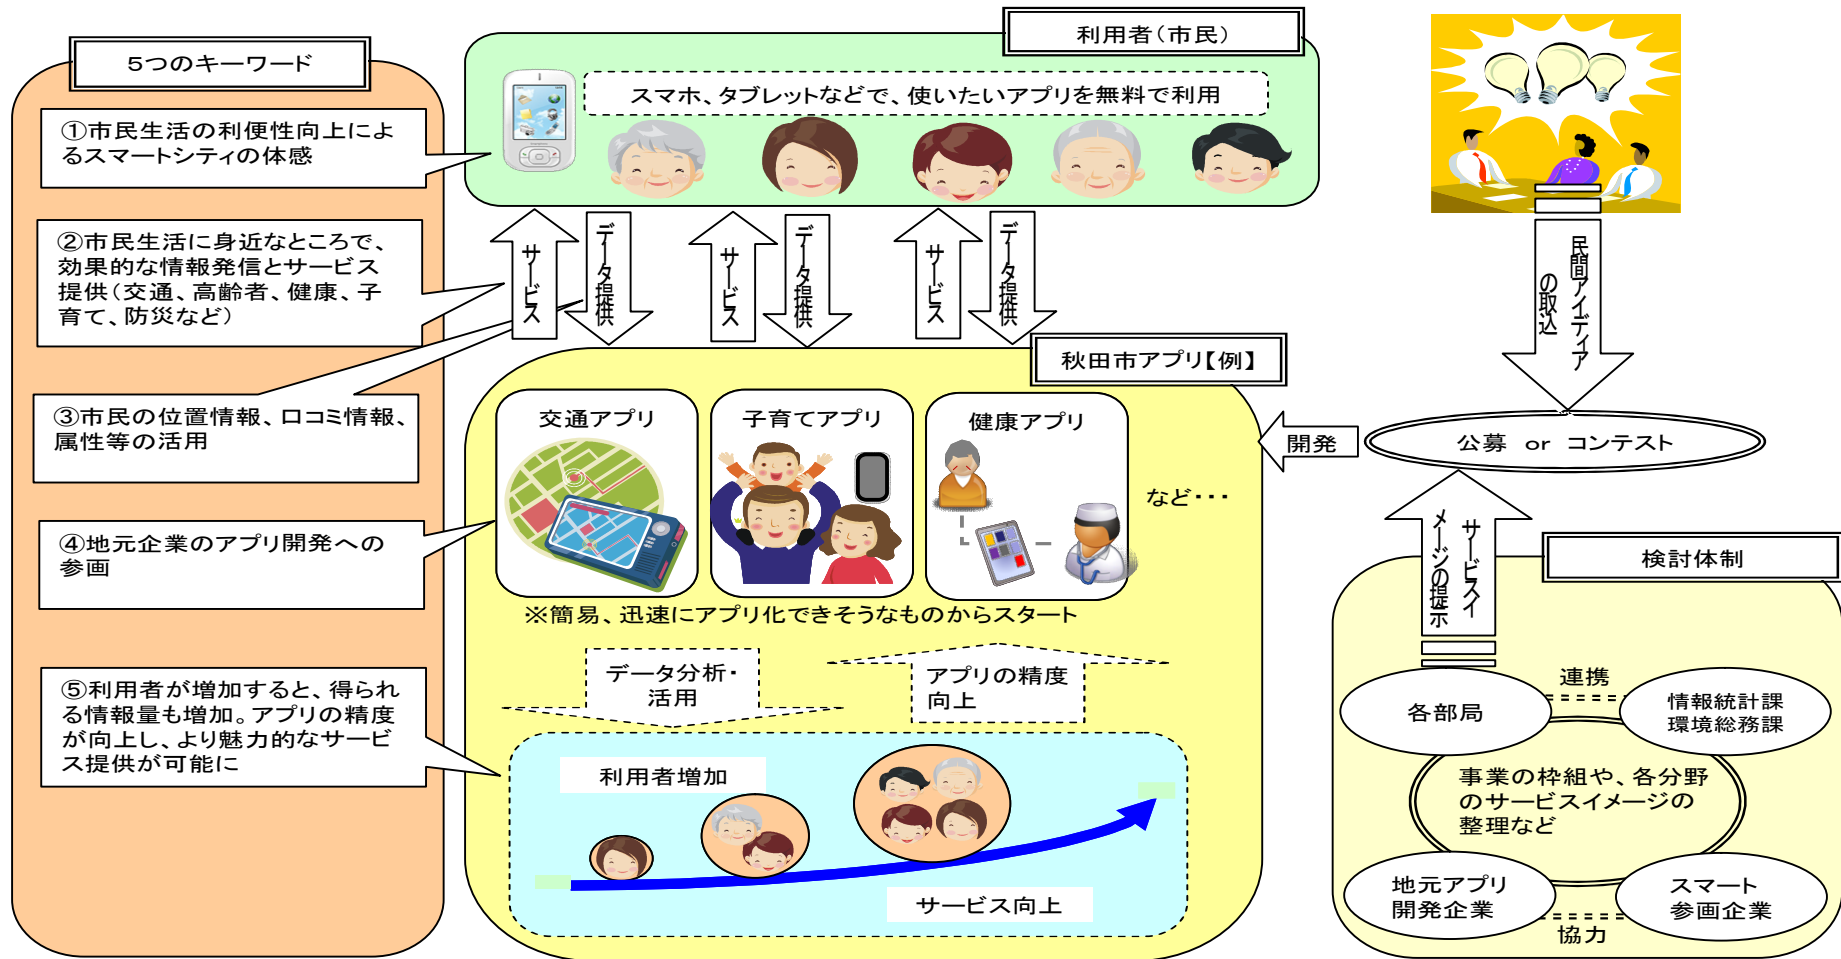 5つのキーワード
①市民生活の利便性向上によ
るスマートシティの体感
②市民生活に身近なところで、
効果的な情報発信とサービス
提供（交通、高齢者、健康、子
育て、防災など）
③市民の位置情報、口コミ情報、
属性等の活用
④地元企業のアプリ開発への
参画
⑤利用者が増加すると、得られ
る情報量も増加。アプリの精度
が向上し、より魅力的なサービ
ス提供が可能に
利用者（市民）
スマホ、タブレットなどで、使いたいアプリを無料で利用
サービス
データ提供
サービス
データ提供
サービス
データ提供
秋田市アプリ【例】
交通アプリ
子育てアプリ
健康アプリ
など･･･
※簡易、迅速にアプリ化できそうなものからスタート
データ分析・
活用
アプリの精度
向上
利用者増加
サービス向上
民間アイディア
の取込
公募 or コンテスト
開発
サービスイ
メージの提示
検討体制
各部局
連携
情報統計課
環境総務課
事業の枠組や、各分野
のサービスイメージの
整理など
地元アプリ
開発企業
スマート
参画企業
協力